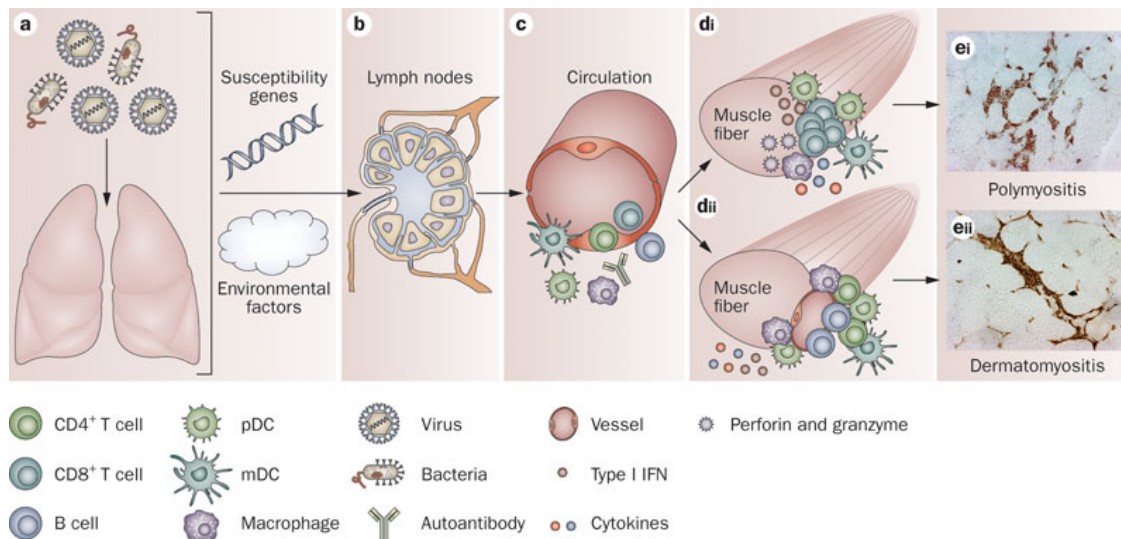 a
Susceptibility
genes
Environmental
factors
b
Lymph nodes
c
Circulation
di
Muscle
fiber
dii
Muscle
fiber
ei
Polymyositis
eii
Dermatomyositis
CD4+ T cell
pDC
Virus
Vessel
Perforin and granzyme
CD8+ T cell
mDC
Bacteria
Type I IFN
B cell
Macrophage
Autoantibody
Cytokines